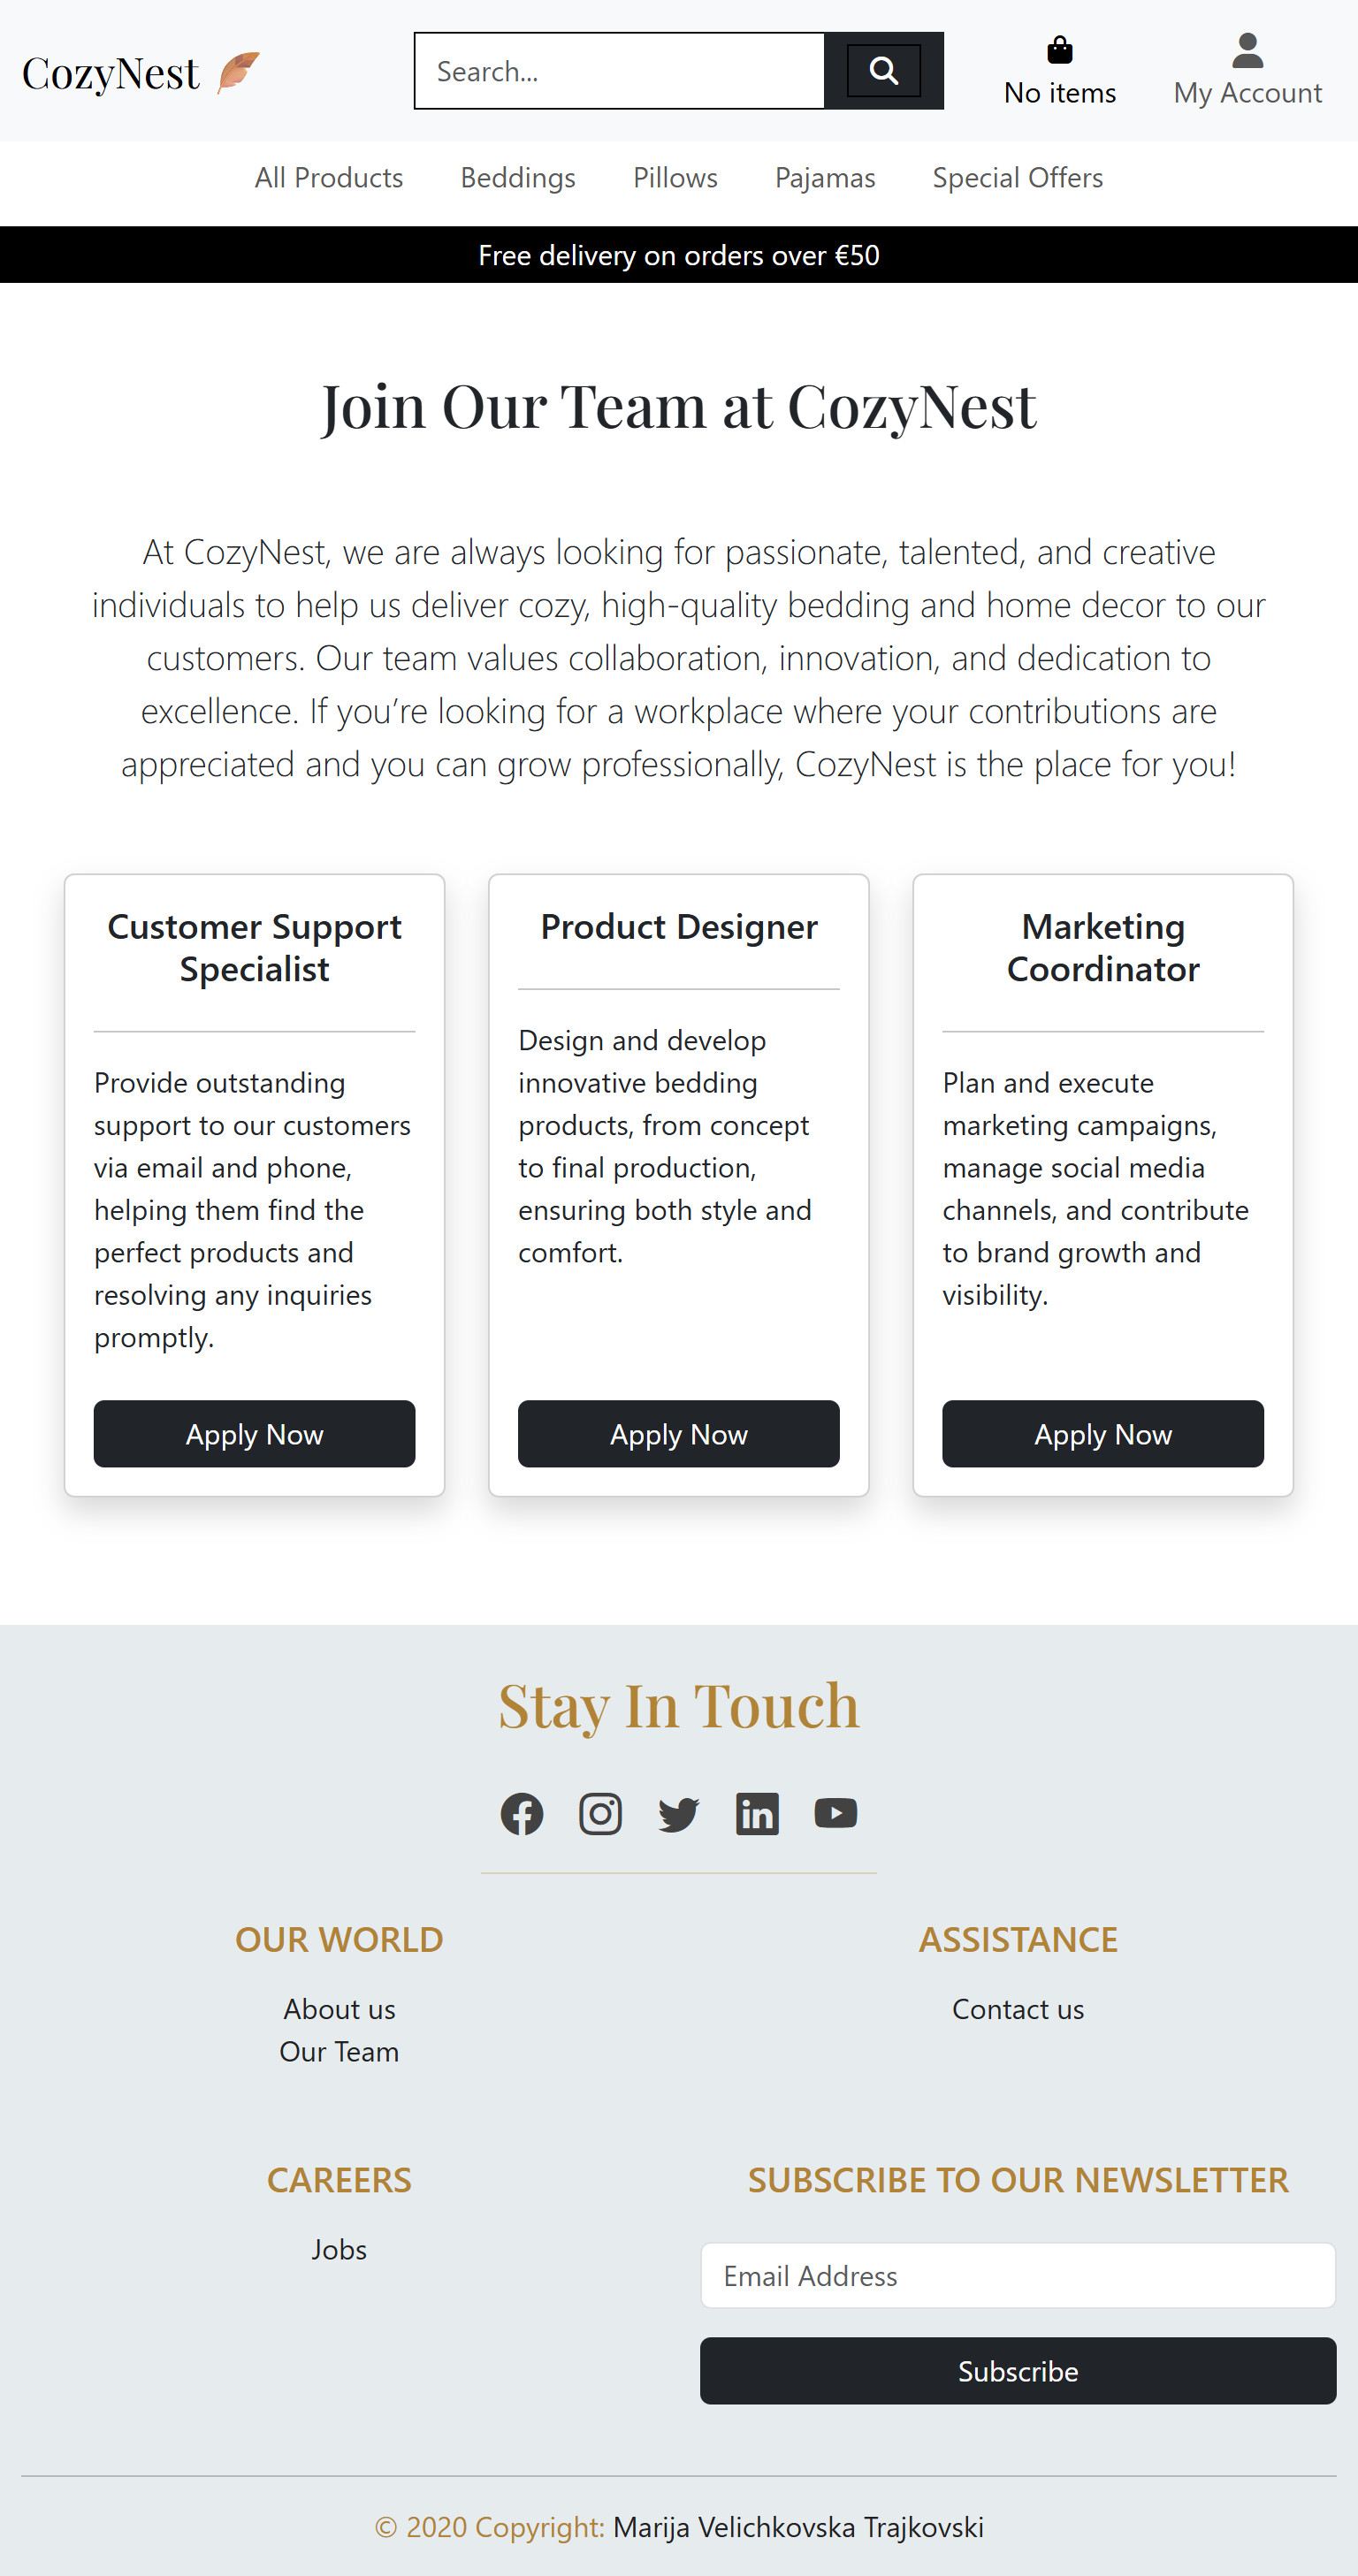 CozyNest
Search...
No items
My Account
All Products
Beddings
Pillows
Pajamas
Special Offers
Free delivery on orders over €50
Join Our Team at CozyNest
At CozyNest, we are always looking for passionate, talented, and creative
individuals to help us deliver cozy, high-quality bedding and home decor to our
customers. Our team values collaboration, innovation, and dedication to
excellence. If you’re looking for a workplace where your contributions are
appreciated and you can grow professionally, CozyNest is the place for you!
Customer Support
Specialist
Provide outstanding
support to our customers
via email and phone,
helping them find the
perfect products and
resolving any inquiries
promptly.
Apply Now
Product Designer
Design and develop
innovative bedding
products, from concept
to final production,
ensuring both style and
comfort.
Apply Now
Marketing
Coordinator
Plan and execute
marketing campaigns,
manage social media
channels, and contribute
to brand growth and
visibility.
Apply Now
Stay In Touch
OUR WORLD
About us
Our Team
ASSISTANCE
Contact us
CAREERS
Jobs
SUBSCRIBE TO OUR NEWSLETTER
Email Address
Subscribe
© 2020 Copyright: Marija Velichkovska Trajkovski